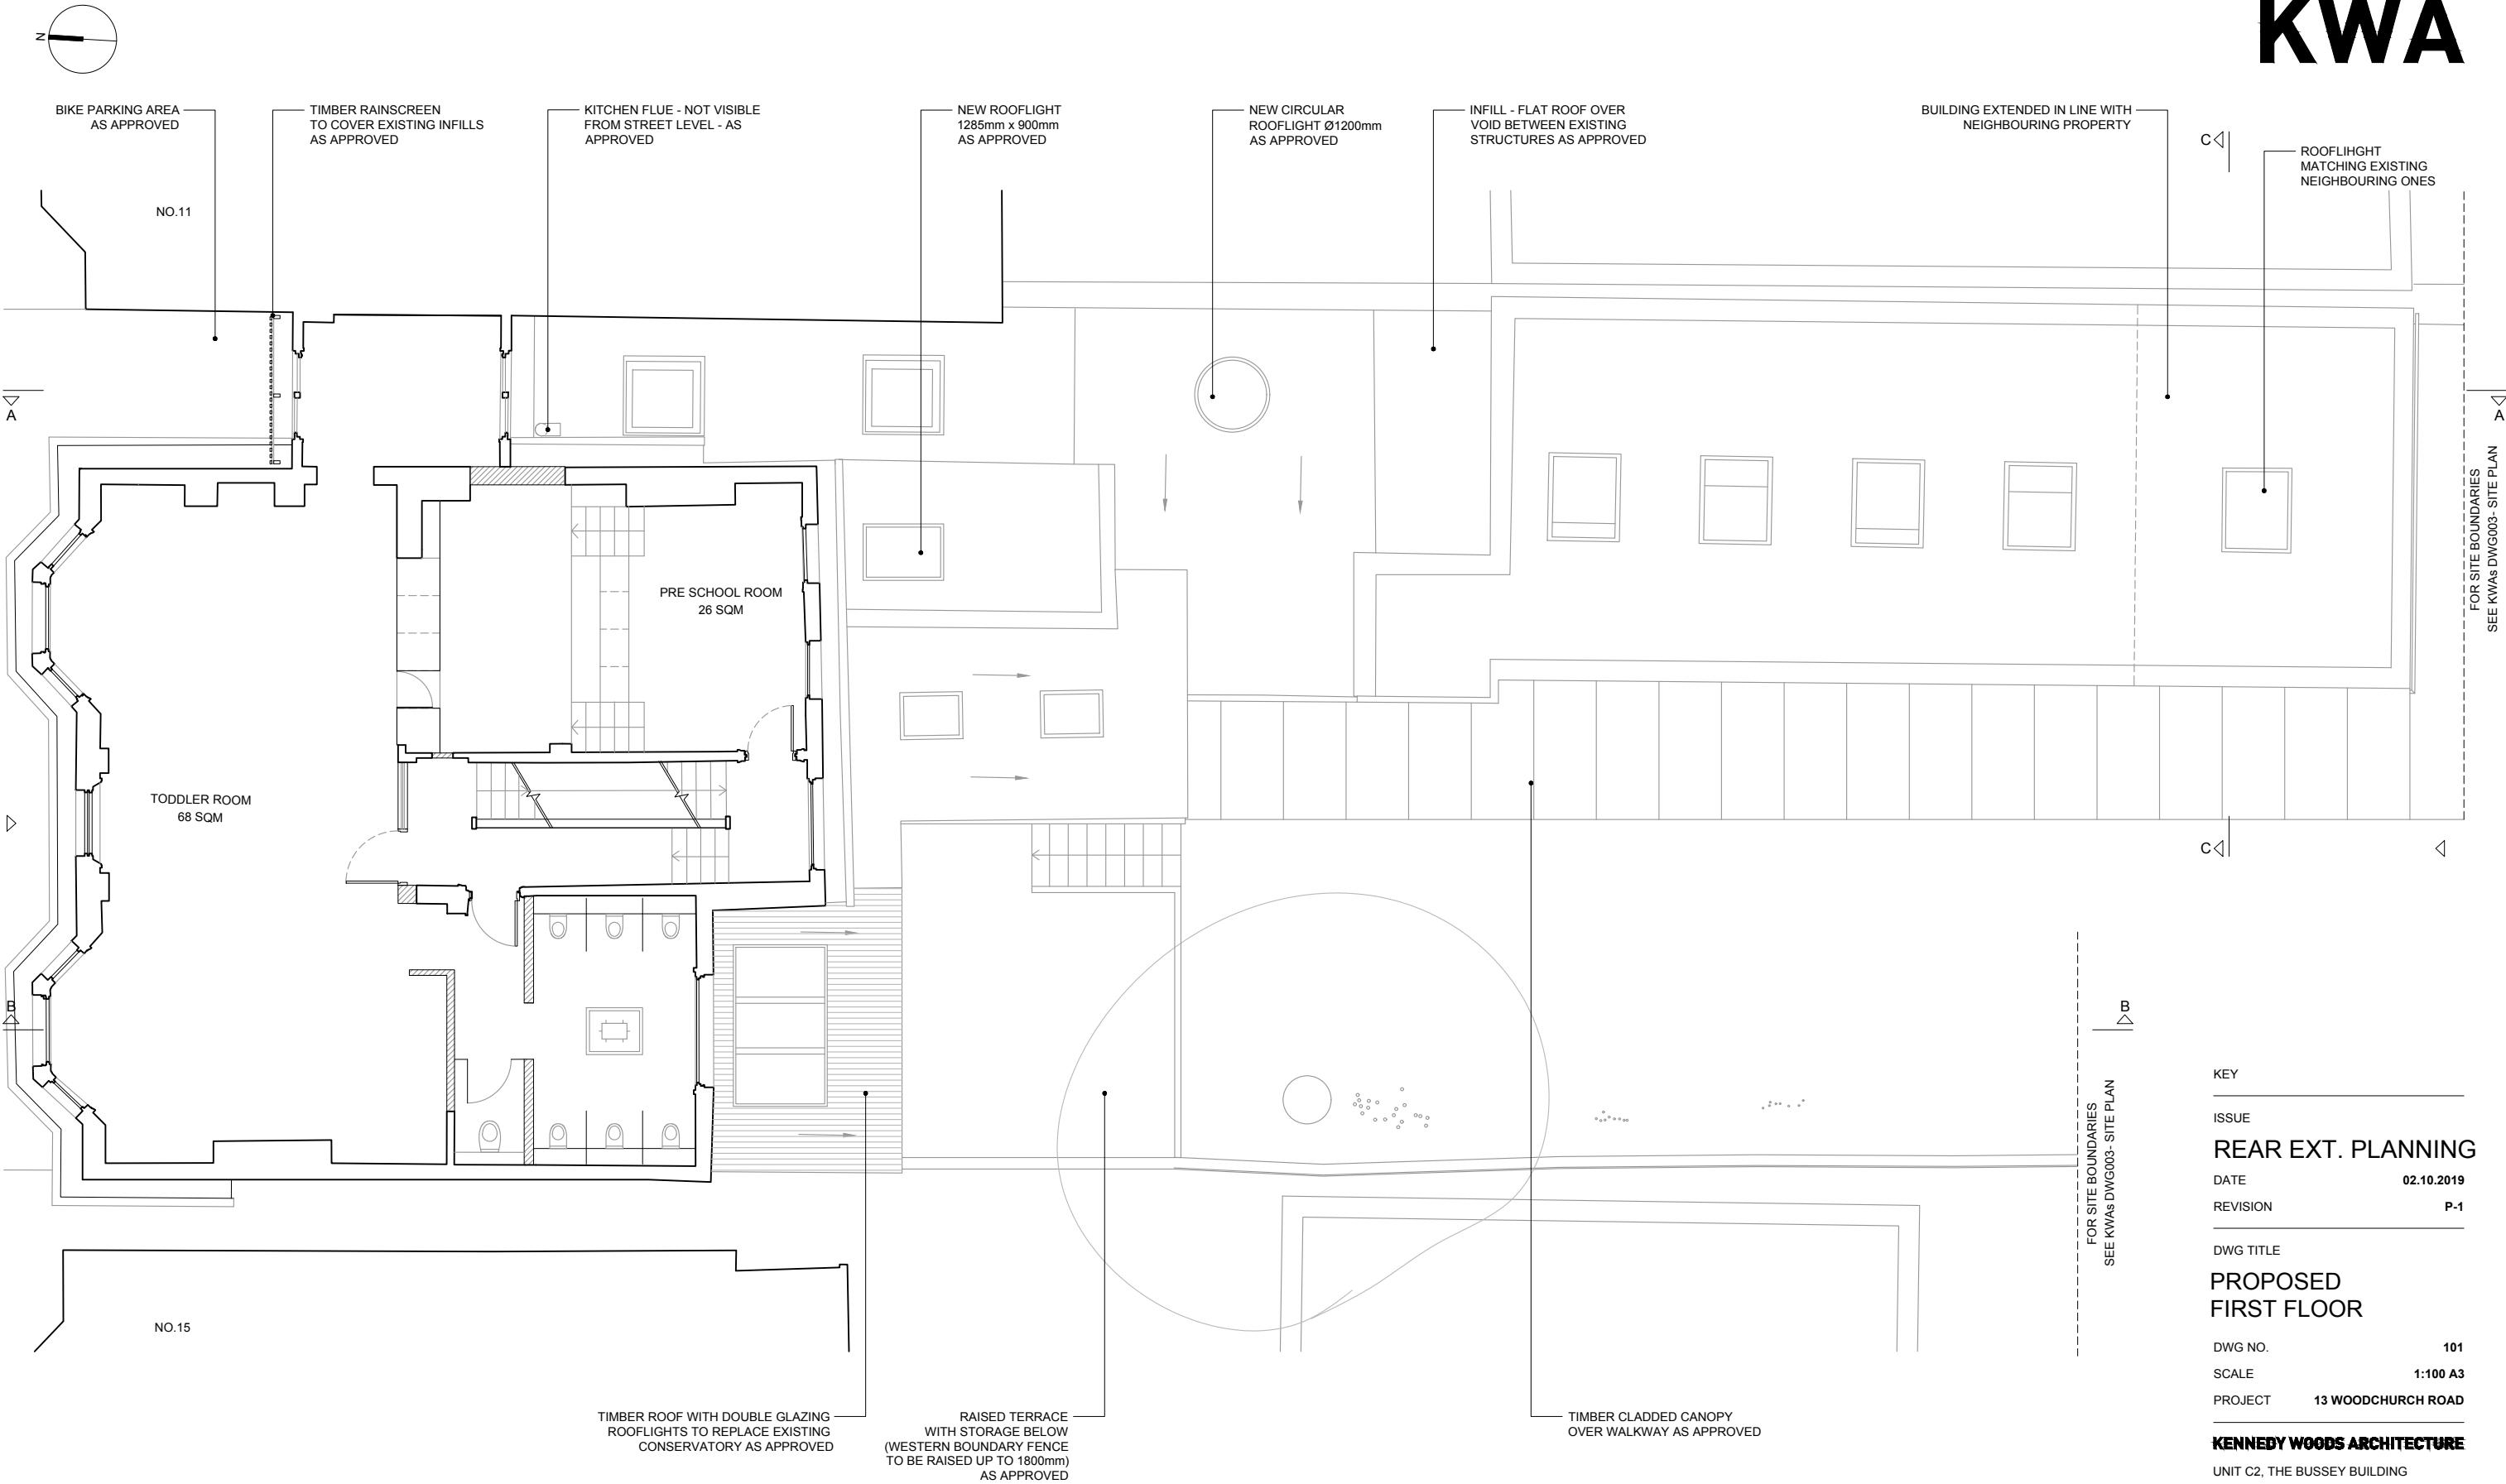 KWA
N
BIKE PARKING AREA
AS APPROVED
TIMBER RAINSCREEN
TO COVER EXISTING INFILLS
AS APPROVED
KITCHEN FLUE - NOT VISIBLE
FROM STREET LEVEL - AS
APPROVED
NEW ROOFLIGHT
1285mm x 900mm
AS APPROVED
NEW CIRCULAR
ROOFLIGHT Ø1200mm
AS APPROVED
INFILL - FLAT ROOF OVER
VOID BETWEEN EXISTING
STRUCTURES AS APPROVED
BUILDING EXTENDED IN LINE WITH
NEIGHBOURING PROPERTY
C
ROOFLIHGHT
MATCHING EXISTING
NEIGHBOURING ONES
NO.11
A
A
FOR SITE BOUNDARIES
SEE KWAs DWG003- SITE PLAN
PRE SCHOOL ROOM
26 SQM
TODDLER ROOM
68 SQM
C
B
B
FOR SITE BOUNDARIES
SEE KWAs DWG003- SITE PLAN
NO.15
TIMBER ROOF WITH DOUBLE GLAZING
ROOFLIGHTS TO REPLACE EXISTING
CONSERVATORY AS APPROVED
RAISED TERRACE
WITH STORAGE BELOW
(WESTERN BOUNDARY FENCE
TO BE RAISED UP TO 1800mm)
AS APPROVED
TIMBER CLADDED CANOPY
OVER WALKWAY AS APPROVED
KEY
ISSUE
REAR EXT. PLANNING
DATE 02.10.2019
REVISION P-1
DWG TITLE
PROPOSED
FIRST FLOOR
DWG NO. 101
SCALE 1:100 A3
PROJECT 13 WOODCHURCH ROAD
KENNEDY WOODS ARCHITECTURE
UNIT C2, THE BUSSEY BUILDING